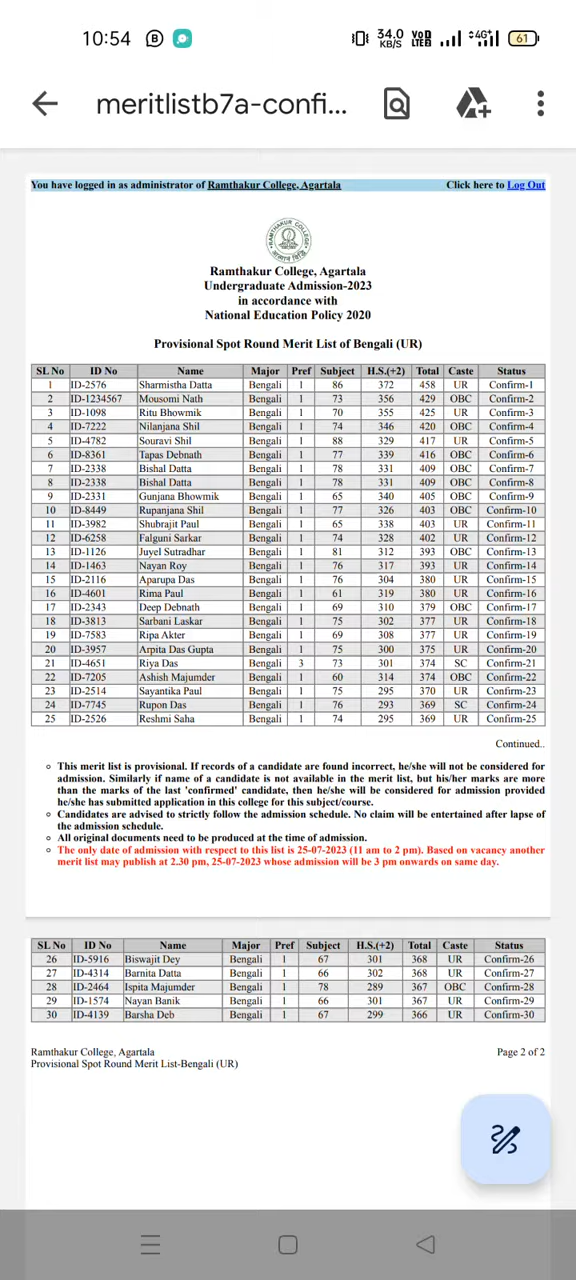 10:54
34.0 KB/S VoD LTE2 4G 61
meritlistb7a-confi...
You have logged in as administrator of Ramthakur College, Agartala Click here to Log Out
Ramthakur College, Agartala
Undergraduate Admission-2023
in accordance with
National Education Policy 2020
Provisional Spot Round Merit List of Bengali (UR)
SL No ID No Name Major Pref Subject H.S.(+2) Total Caste Status
1 ID-2576 Sharmistha Datta Bengali 1 86 372 458 UR Confirm-1
2 ID-1234567 Mousomi Nath Bengali 1 73 356 429 OBC Confirm-2
3 ID-1098 Ritu Bhowmik Bengali 1 70 355 425 UR Confirm-3
4 ID-7222 Nilanjana Shil Bengali 1 74 346 420 OBC Confirm-4
5 ID-4782 Souravi Shil Bengali 1 88 329 417 UR Confirm-5
6 ID-8361 Tapas Debnath Bengali 1 77 339 416 OBC Confirm-6
7 ID-2338 Bishal Datta Bengali 1 78 331 409 OBC Confirm-7
8 ID-2338 Bishal Datta Bengali 1 78 331 409 OBC Confirm-8
9 ID-2331 Gunjana Bhowmik Bengali 1 65 340 405 OBC Confirm-9
10 ID-8449 Rupanjana Shil Bengali 1 77 326 403 OBC Confirm-10
11 ID-3982 Shubrajit Paul Bengali 1 65 338 403 UR Confirm-11
12 ID-6258 Falguni Sarkar Bengali 1 74 328 402 UR Confirm-12
13 ID-1126 Juyel Sutradhar Bengali 1 81 312 393 OBC Confirm-13
14 ID-1463 Nayan Roy Bengali 1 76 317 393 UR Confirm-14
15 ID-2116 Aparupa Das Bengali 1 76 304 380 UR Confirm-15
16 ID-4601 Rima Paul Bengali 1 61 319 380 UR Confirm-16
17 ID-2343 Deep Debnath Bengali 1 69 310 379 OBC Confirm-17
18 ID-3813 Sarbani Laskar Bengali 1 75 302 377 UR Confirm-18
19 ID-7583 Ripa Akter Bengali 1 69 308 377 UR Confirm-19
20 ID-3957 Arpita Das Gupta Bengali 1 75 300 375 UR Confirm-20
21 ID-4651 Riya Das Bengali 3 73 301 374 SC Confirm-21
22 ID-7205 Ashish Majumder Bengali 1 60 314 374 OBC Confirm-22
23 ID-2514 Sayantika Paul Bengali 1 75 295 370 UR Confirm-23
24 ID-7745 Rupon Das Bengali 1 76 293 369 SC Confirm-24
25 ID-2526 Reshmi Saha Bengali 1 74 295 369 UR Confirm-25
Continued..
This merit list is provisional. If records of a candidate are found incorrect, he/she will not be considered for
admission. Similarly if name of a candidate is not available in the merit list, but his/her marks are more
than the marks of the last 'confirmed' candidate, then he/she will be considered for admission provided
he/she has submitted application in this college for this subject/course.
Candidates are advised to strictly follow the admission schedule. No claim will be entertained after lapse of
the admission schedule.
All original documents need to be produced at the time of admission.
The only date of admission with respect to this list is 25-07-2023 (11 am to 2 pm). Based on vacancy another
merit list may publish at 2.30 pm, 25-07-2023 whose admission will be 3 pm onwards on same day.
SL No ID No Name Major Pref Subject H.S.(+2) Total Caste Status
26 ID-5916 Biswajit Dey Bengali 1 67 301 368 UR Confirm-26
27 ID-4314 Barnita Datta Bengali 1 66 302 368 UR Confirm-27
28 ID-2464 Ispita Majumder Bengali 1 78 289 367 OBC Confirm-28
29 ID-1574 Nayan Banik Bengali 1 66 301 367 UR Confirm-29
30 ID-4139 Barsha Deb Bengali 1 67 299 366 UR Confirm-30
Ramthakur College, Agartala Page 2 of 2
Provisional Spot Round Merit List-Bengali (UR)